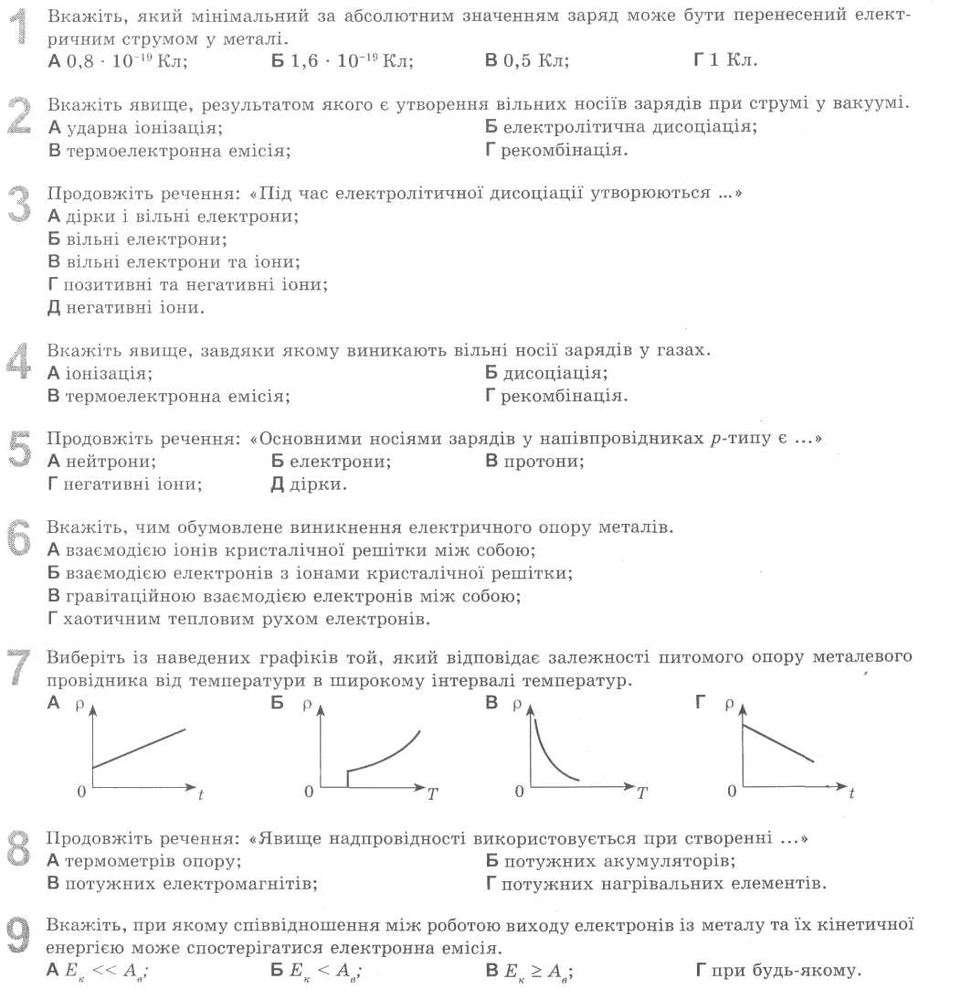 1 Вкажіть, який мінімальний за абсолютним значенням заряд може бути перенесений елект-
ричним струмом у металі.
А 0,8 · 10⁻¹⁹ Кл; Б 1,6 · 10⁻¹⁹ Кл; В 0,5 Кл; Г 1 Кл.
2 Вкажіть явище, результатом якого є утворення вільних носіїв зарядів при струмі у вакуумі.
А ударна іонізація; Б електролітична дисоціація;
В термоелектронна емісія; Г рекомбінація.
3 Продовжіть речення: «Під час електролітичної дисоціації утворюються ...»
А дірки і вільні електрони;
Б вільні електрони;
В вільні електрони та іони;
Г позитивні та негативні іони;
Д негативні іони.
4 Вкажіть явище, завдяки якому виникають вільні носії зарядів у газах.
А іонізація; Б дисоціація;
В термоелектронна емісія; Г рекомбінація.
5 Продовжіть речення: «Основними носіями зарядів у напівпровідниках p-типу є ...»
А нейтрони; Б електрони; В протони;
Г негативні іони; Д дірки.
6 Вкажіть, чим обумовлене виникнення електричного опору металів.
А взаємодією іонів кристалічної решітки між собою;
Б взаємодією електронів з іонами кристалічної решітки;
В гравітаційною взаємодією електронів між собою;
Г хаотичним тепловим рухом електронів.
7 Виберіть із наведених графіків той, який відповідає залежності питомого опору металевого
провідника від температури в широкому інтервалі температур.
А ρ Б ρ В ρ Г ρ
0 t 0 T 0 T 0 t
8 Продовжіть речення: «Явище надпровідності використовується при створенні ...»
А термометрів опору; Б потужних акумуляторів;
В потужних електромагнітів; Г потужних нагрівальних елементів.
9 Вкажіть, при якому співвідношення між роботою виходу електронів із металу та їх кінетичної
енергією може спостерігатися електронна емісія.
А Eк << Aв; Б Eк < Aв; В Eк ≥ Aв; Г при будь-якому.